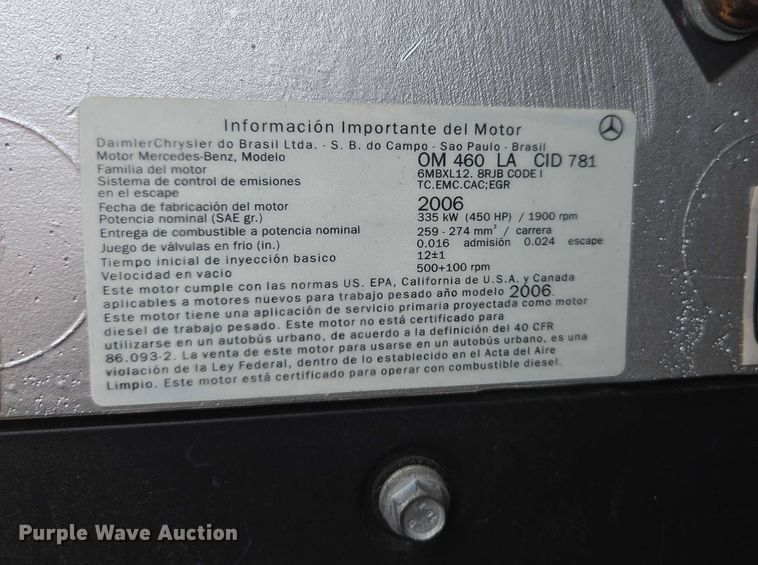 Información Importante del Motor
DaimlerChrysler do Brasil Ltda. - S. B. do Campo - Sao Paulo - Brasil
Motor Mercedes-Benz, Modelo OM 460 LA CID 781
Familia del motor 6MBXL12. 8RJB CODE I
Sistema de control de emisiones TC.EMC.CAC;EGR
en el escape
Fecha de fabricación del motor 2006
Potencia nominal (SAE gr.) 335 kW (450 HP) / 1900 rpm
Entrega de combustible a potencia nominal 259 - 274 mm³ / carrera
Juego de válvulas en frio (in.) 0.016 admisión 0.024 escape
Tiempo inicial de inyección basico 12±1
Velocidad en vacio 500+100 rpm
Este motor cumple con las normas US. EPA, California de U.S.A. y Canada
aplicables a motores nuevos para trabajo pesado año modelo 2006
Este motor tiene una aplicación de servicio primaria proyectada como motor
diesel de trabajo pesado. Este motor no está certificado para
utilizarse en un autobús urbano, de acuerdo a la definición del 40 CFR
86.093-2. La venta de este motor para usarse en un autobús urbano, es una
violación de la Ley Federal, dentro de lo establecido en el Acta del Aire
Limpio. Este motor está certificado para operar con combustible diesel.
Purple Wave Auction